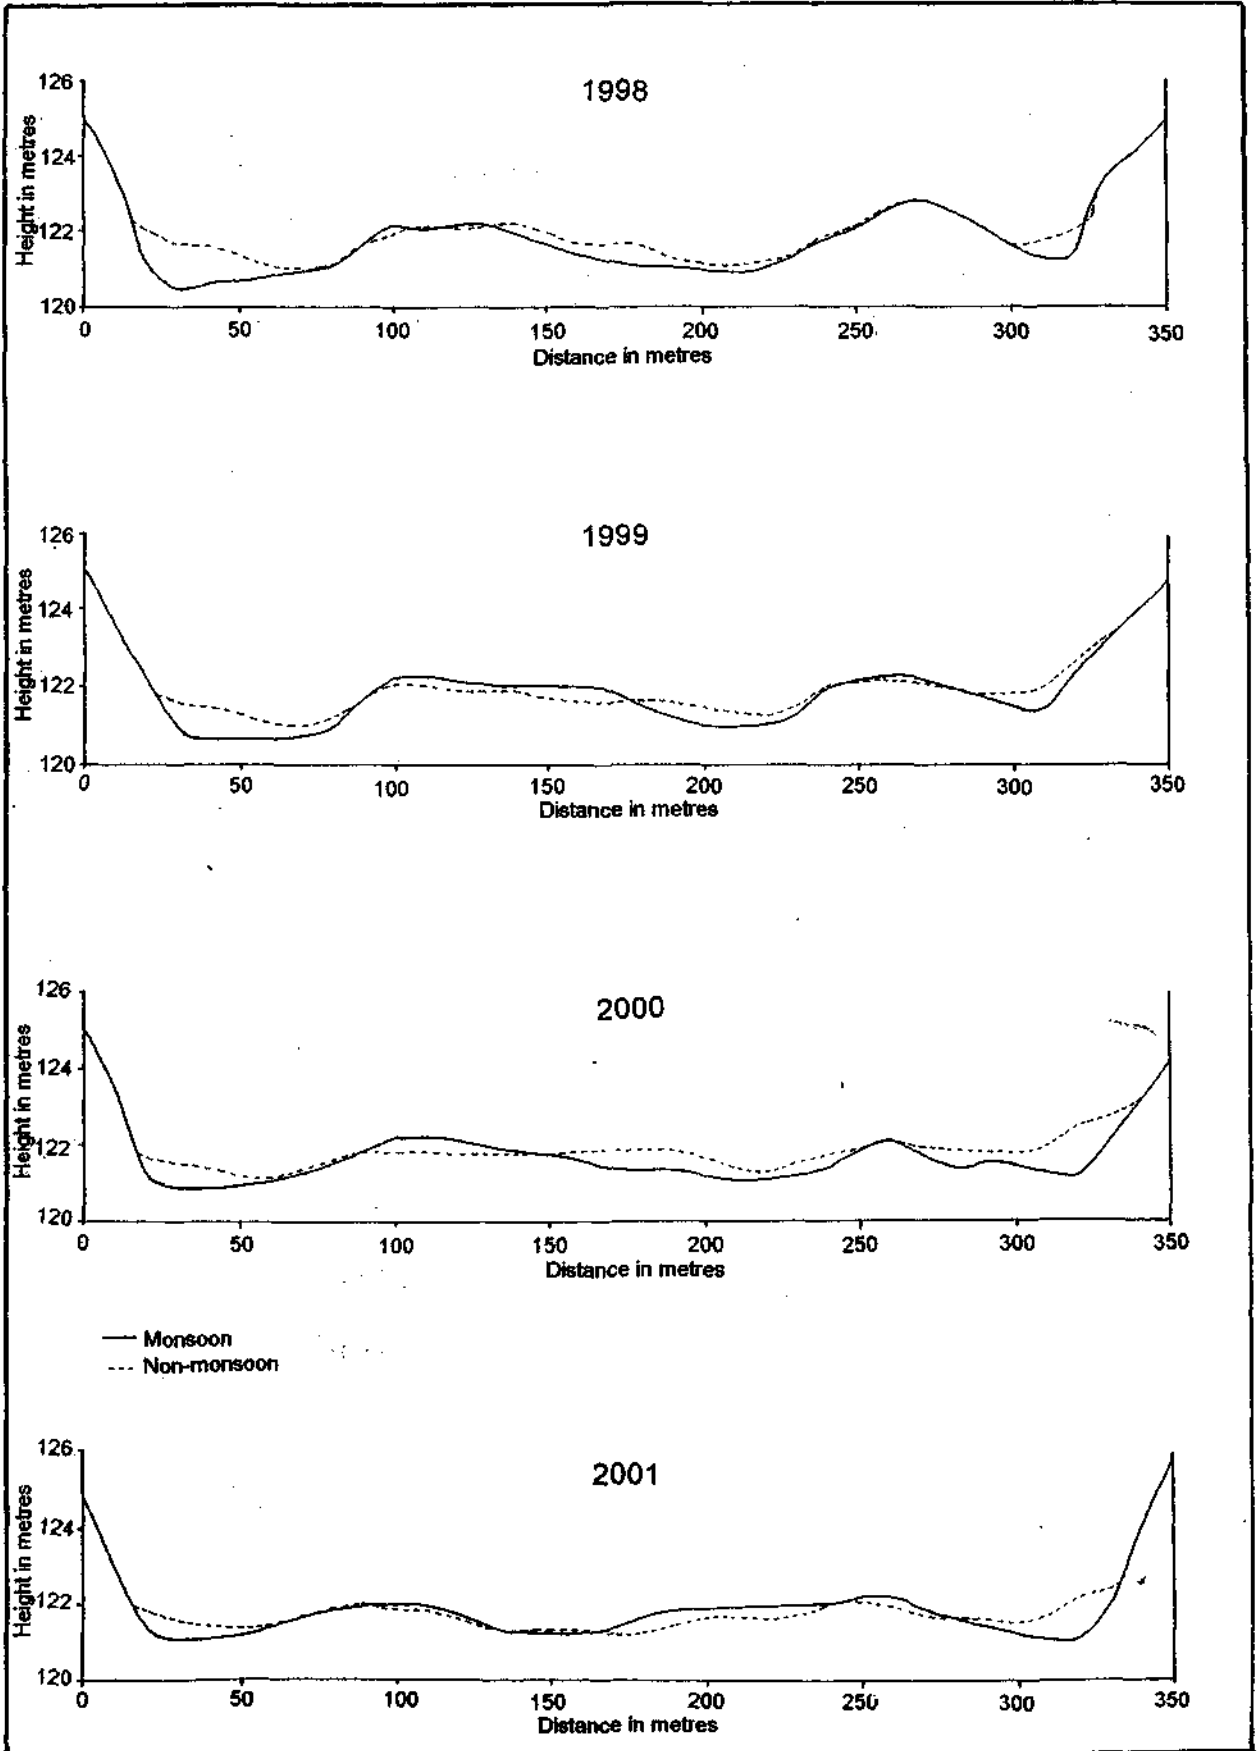 1998
126
124
122
120
Height in metres
0 50 100 150 200 250 300 350
Distance in metres
1999
126
124
122
120
Height in metres
0 50 100 150 200 250 300 350
Distance in metres
2000
126
124
122
120
Height in metres
0 50 100 150 200 250 300 350
Distance in metres
Monsoon
Non-monsoon
2001
126
124
122
120
Height in metres
0 50 100 150 200 250 300 350
Distance in metres